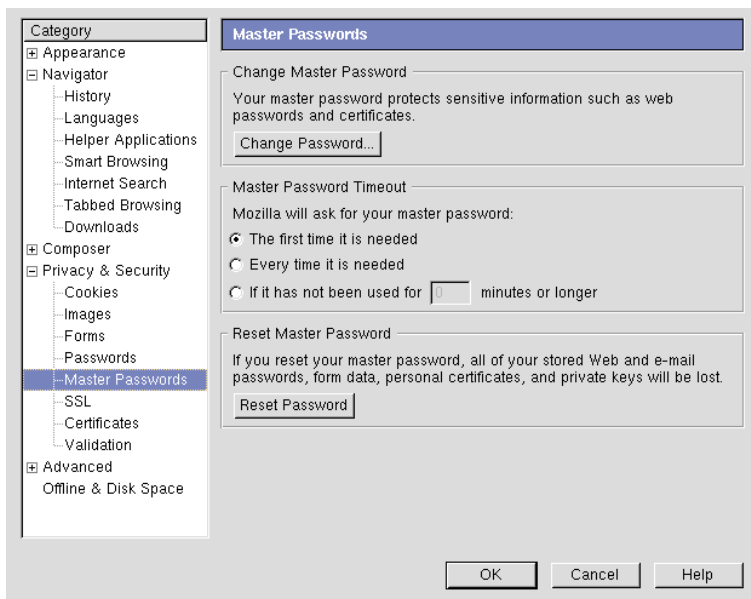 Category
Appearance
Navigator
History
Languages
Helper Applications
Smart Browsing
Internet Search
Tabbed Browsing
Downloads
Composer
Privacy & Security
Cookies
Images
Forms
Passwords
Master Passwords
SSL
Certificates
Validation
Advanced
Offline & Disk Space
Master Passwords
Change Master Password
Your master password protects sensitive information such as web
passwords and certificates.
Change Password...
Master Password Timeout
Mozilla will ask for your master password:
The first time it is needed
Every time it is needed
If it has not been used for 0 minutes or longer
Reset Master Password
If you reset your master password, all of your stored Web and e-mail
passwords, form data, personal certificates, and private keys will be lost.
Reset Password
OK Cancel Help